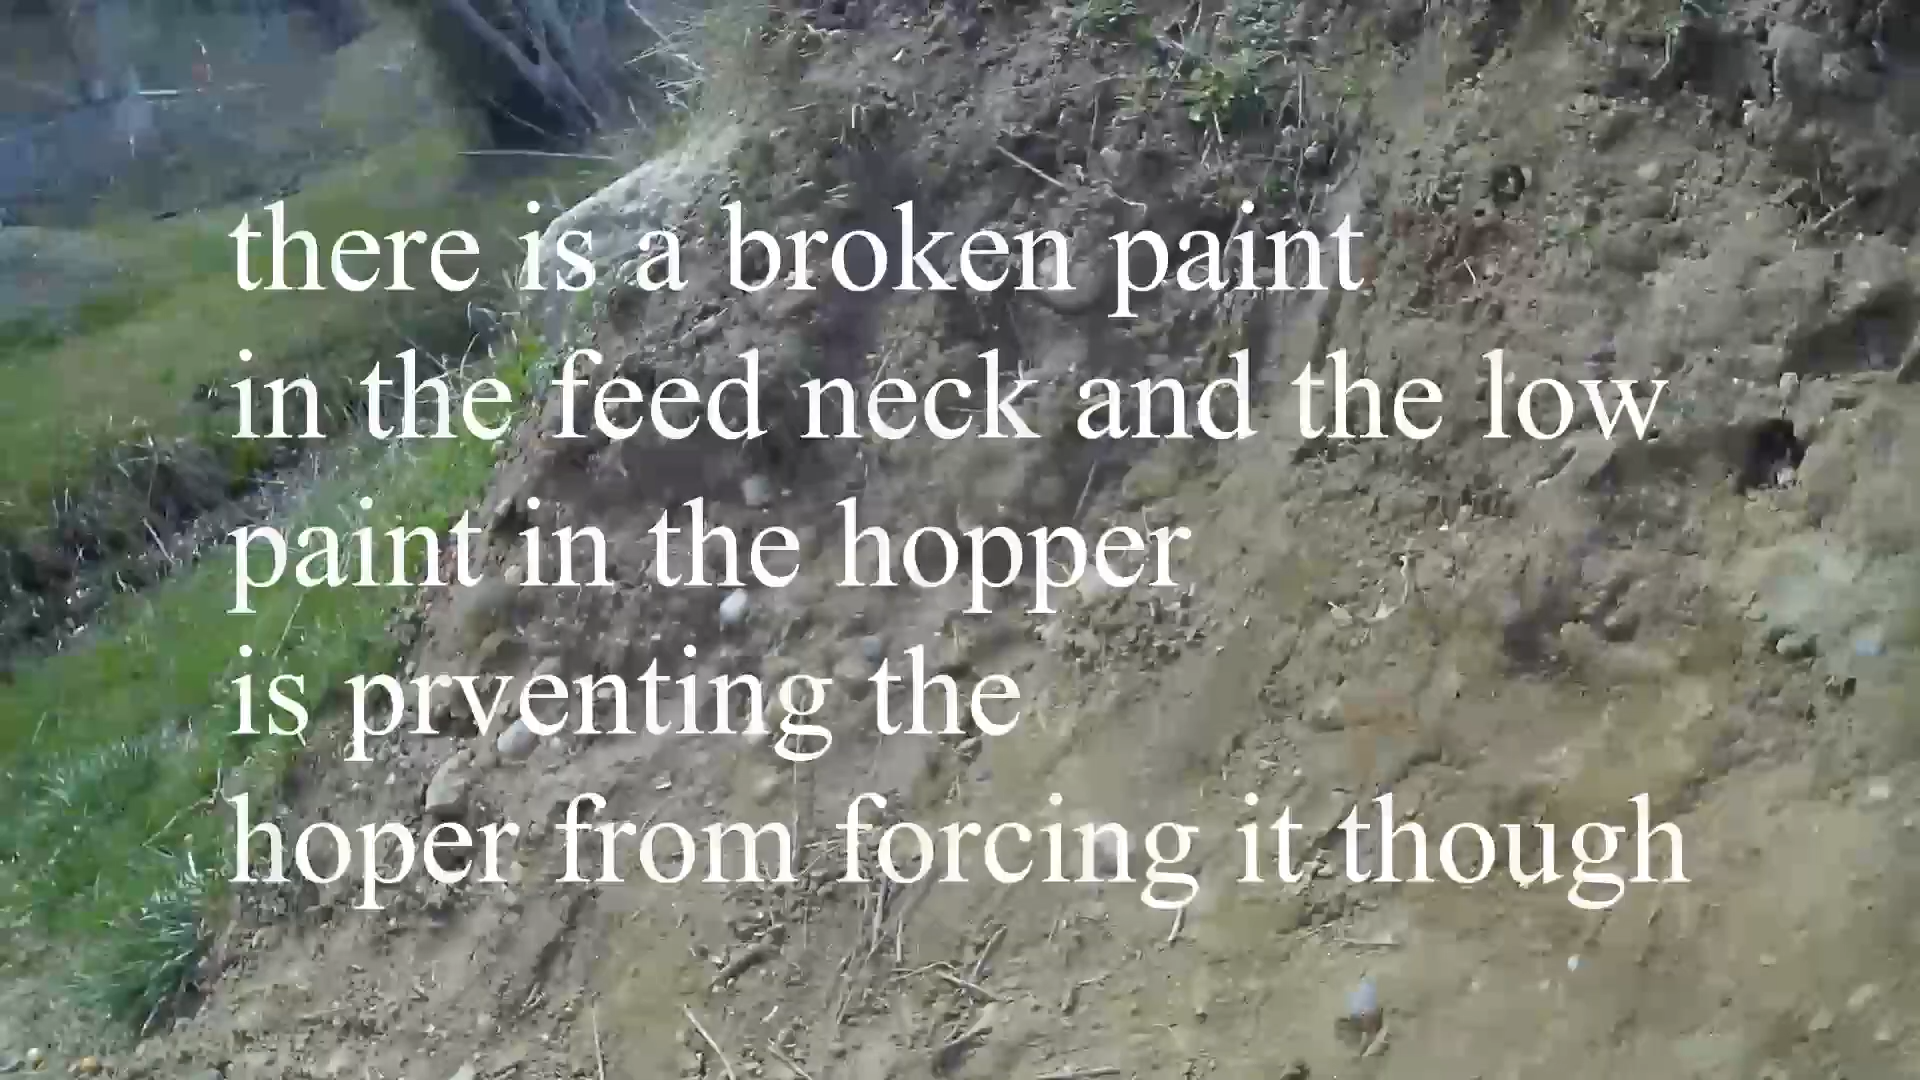 there is a broken paint
in the feed neck and the low
paint in the hopper
is prventing the
hoper from forcing it though